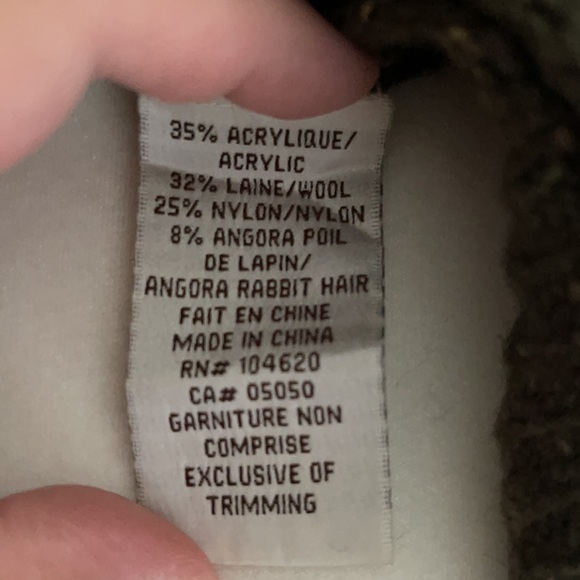 35% ACRYLIQUE/
ACRYLIC
32% LAINE/WOOL
25% NYLON/NYLON
8% ANGORA POIL
DE LAPIN/
ANGORA RABBIT HAIR
FAIT EN CHINE
MADE IN CHINA
RN# 104620
CA# 05050
GARNITURE NON
COMPRISE
EXCLUSIVE OF
TRIMMING